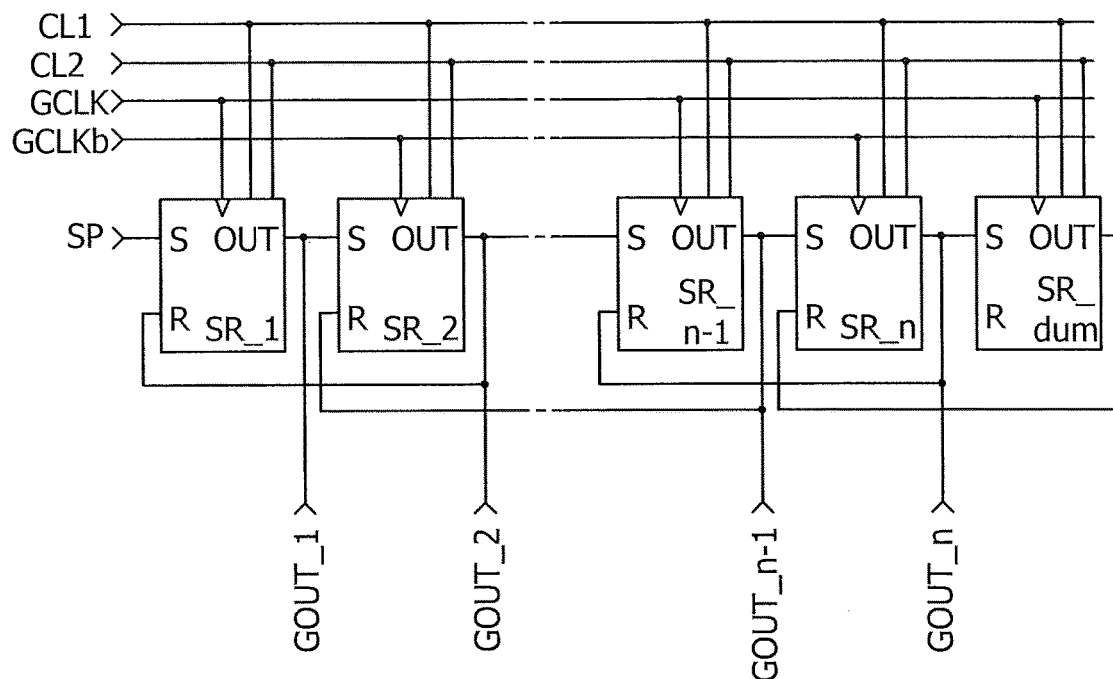 CL1
CL2
GCLK
GCLKb
SP
S OUT
R
SR_1
S OUT
R
SR_2
S OUT
SR_
n-1
S OUT
R
SR_n
S OUT
R
SR_
dum
GOUT_1
GOUT_2
GOUT_n-1
GOUT_n